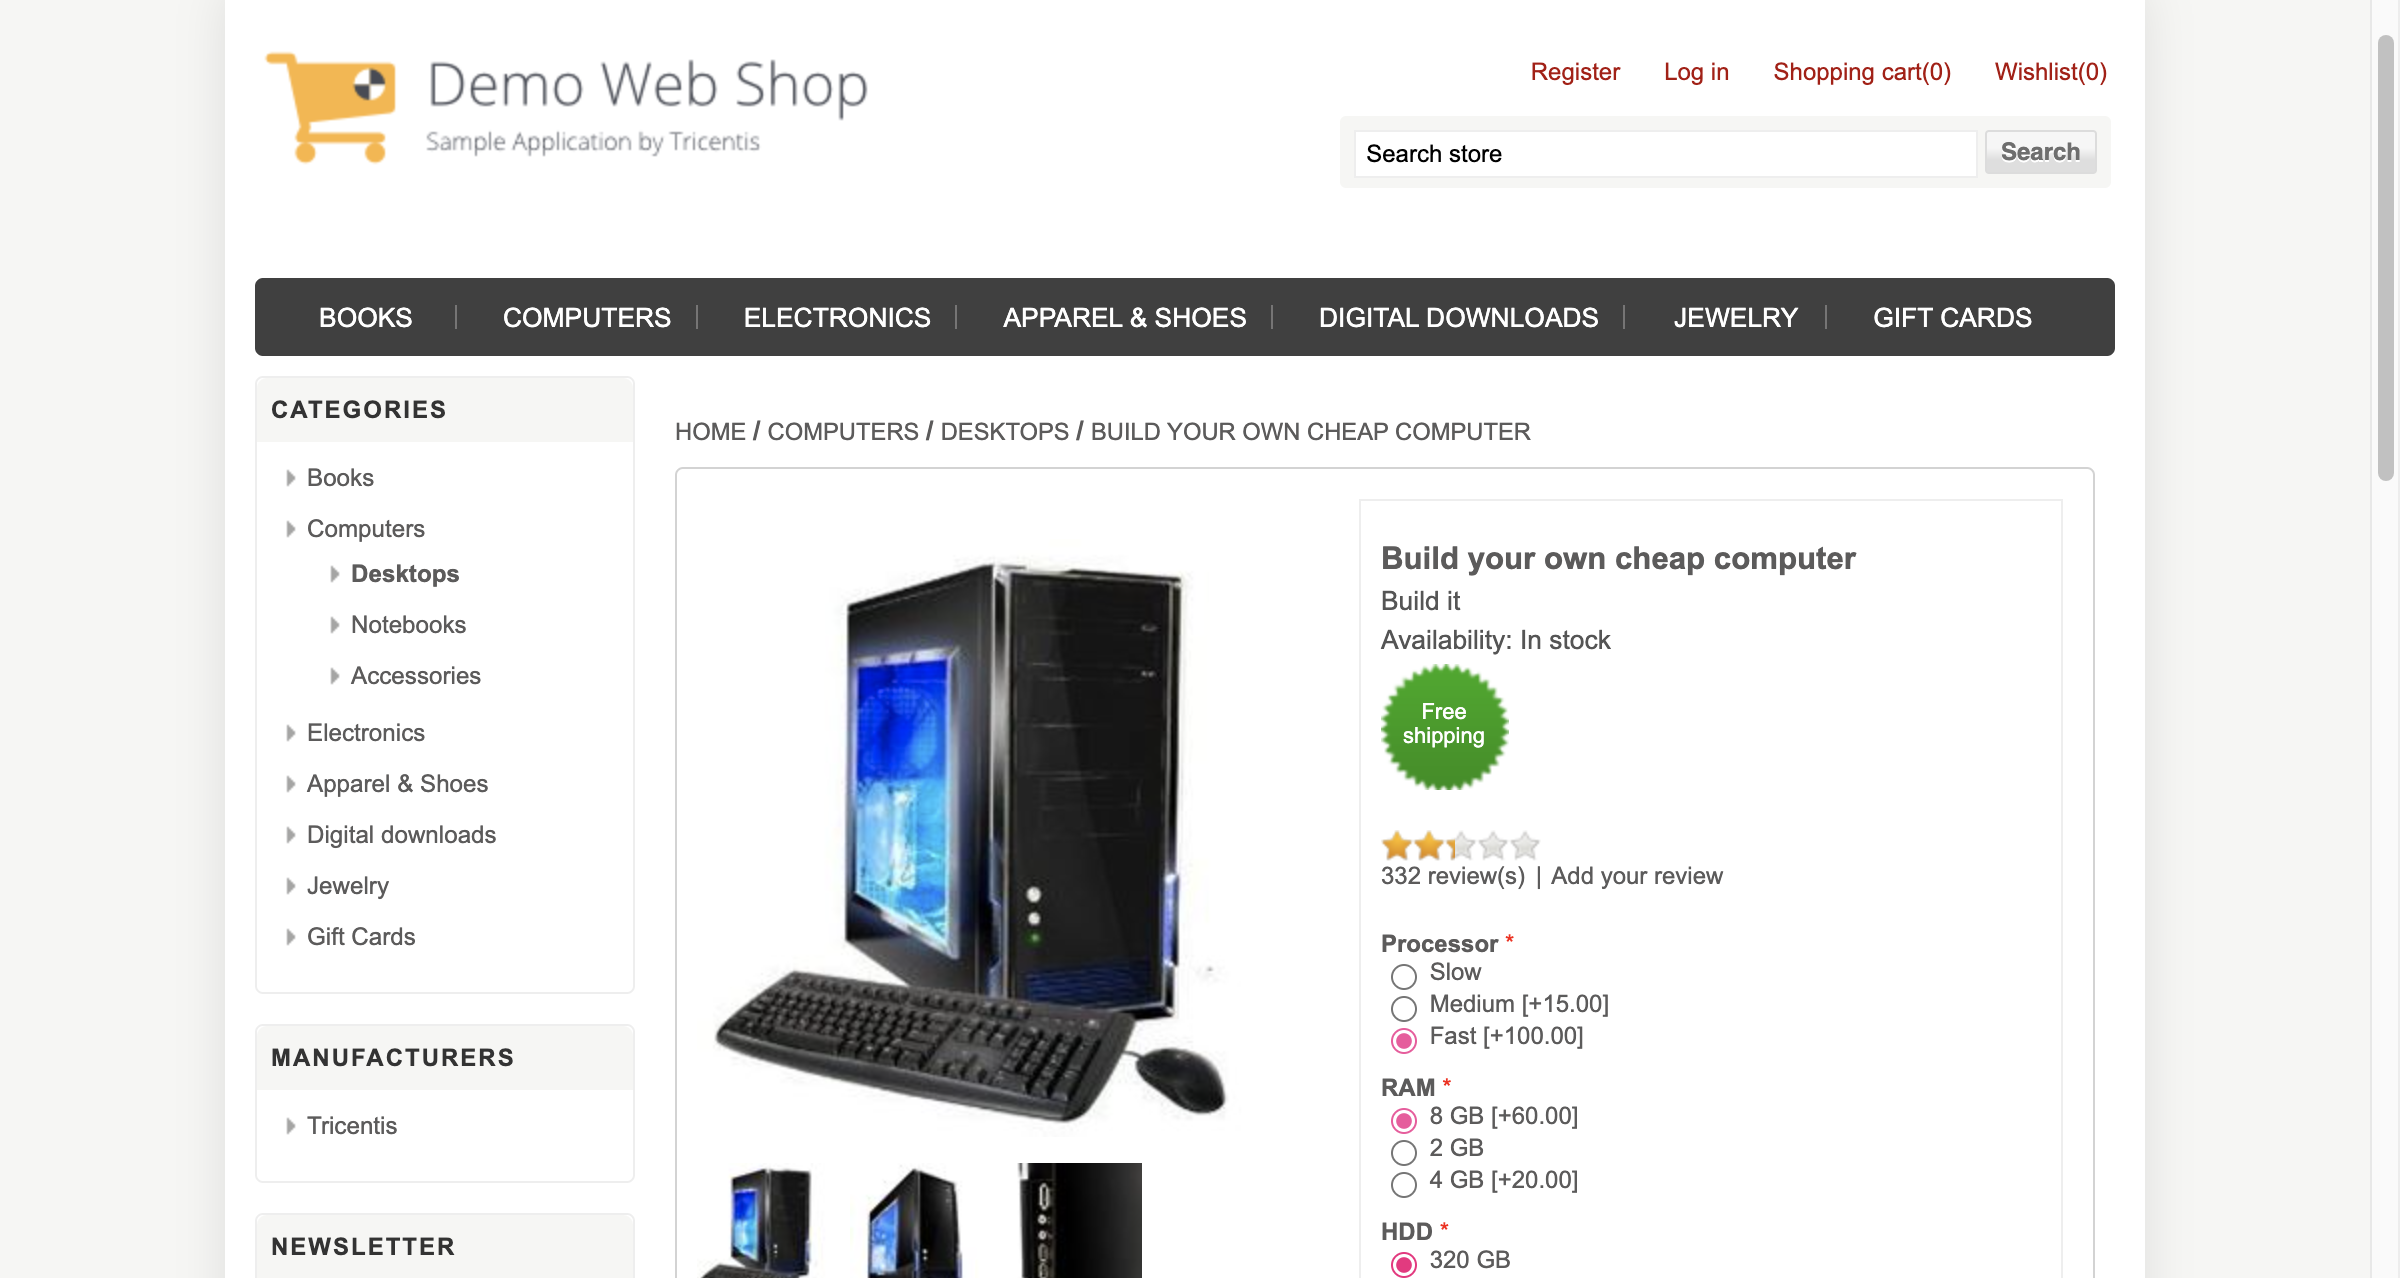 Demo Web Shop
Sample Application by Tricentis
Register Log in Shopping cart(0) Wishlist(0)
Search store Search
BOOKS COMPUTERS ELECTRONICS APPAREL & SHOES DIGITAL DOWNLOADS JEWELRY GIFT CARDS
CATEGORIES
Books
Computers
Desktops
Notebooks
Accessories
Electronics
Apparel & Shoes
Digital downloads
Jewelry
Gift Cards
MANUFACTURERS
Tricentis
NEWSLETTER
HOME / COMPUTERS / DESKTOPS / BUILD YOUR OWN CHEAP COMPUTER
Build your own cheap computer
Build it
Availability: In stock
Free
shipping
332 review(s) | Add your review
Processor *
Slow
Medium [+15.00]
Fast [+100.00]
RAM *
8 GB [+60.00]
2 GB
4 GB [+20.00]
HDD *
320 GB